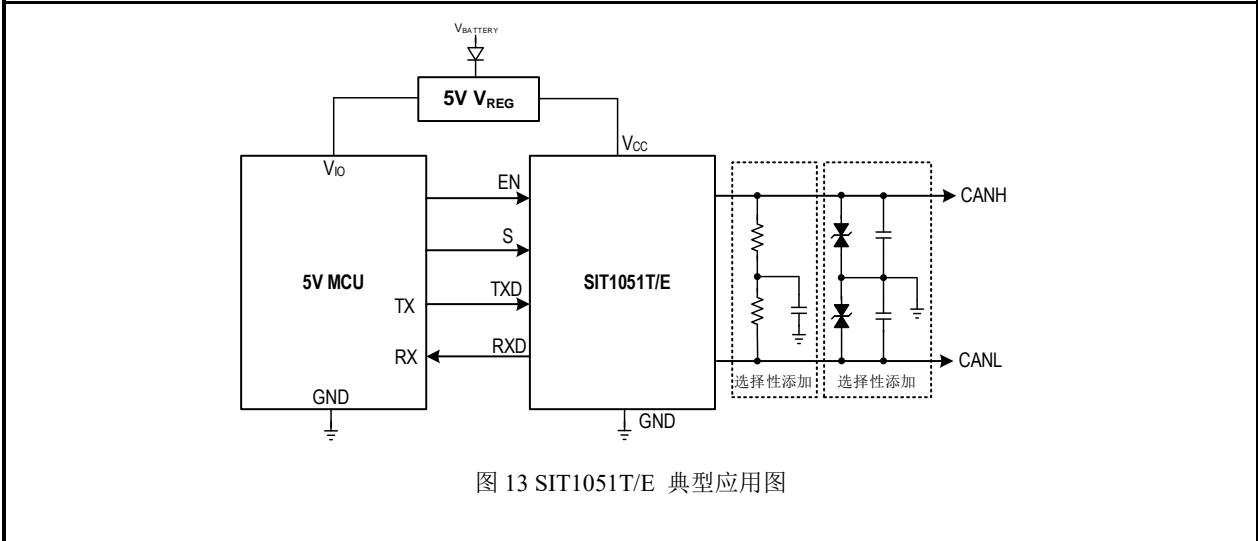 VBATTERY
5V VREG
VIO
VCC
EN
S
TXD
RXD
5V MCU
TX
RX
GND
SIT1051T/E
GND
CANH
CANL
选择性添加
选择性添加
图 13 SIT1051T/E 典型应用图